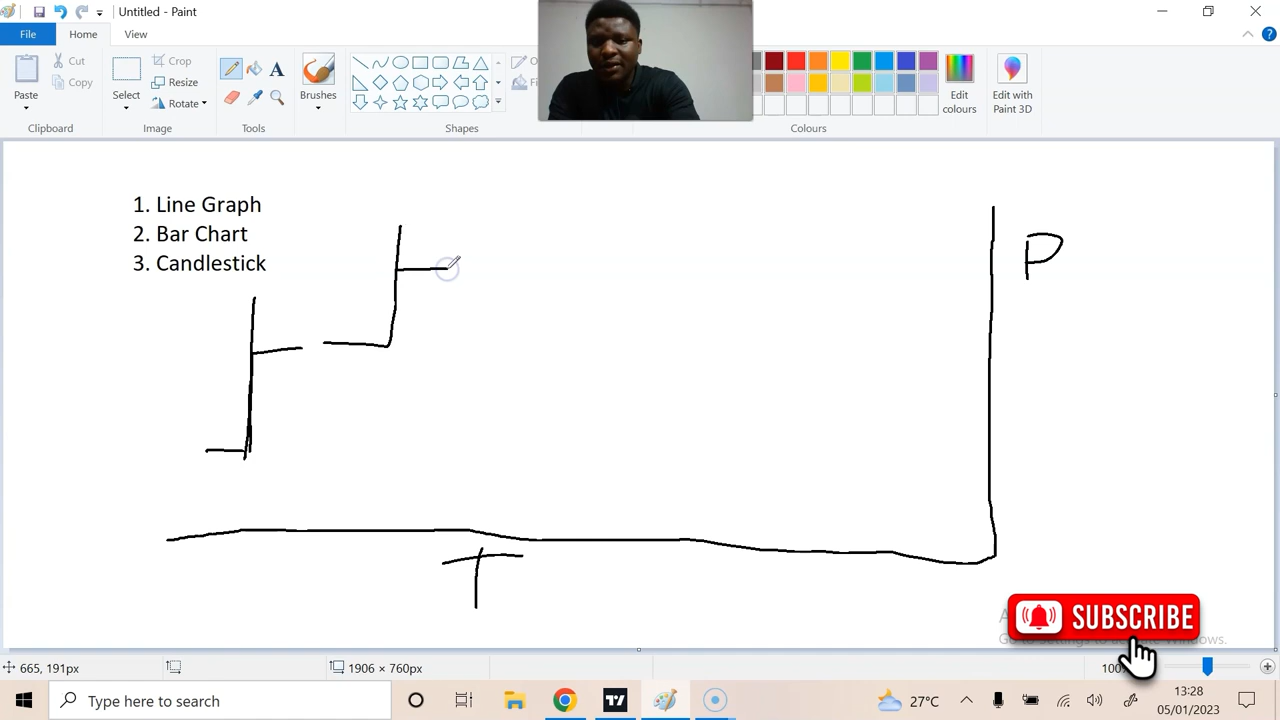 Untitled - Paint
File
Home
View
Paste
Cut
Copy
Clipboard
Select
Crop
Rotate
Image
Tools
Brushes
Shapes
Colours
Edit
colours
Edit with
Paint 3D
1. Line Graph
2. Bar Chart
3. Candlestick
P
T
SUBSCRIBE
665, 191px
1906 × 760px
Type here to search
27°C
13:28
05/01/2023